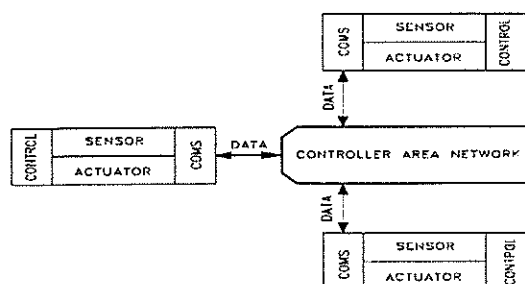 COMS SENSOR CONTROL
ACTUATOR
DATA
CONTROL SENSOR COMS DATA CONTROLLER AREA NETWORK
ACTUATOR
DATA
COMS SENSOR CONTROL
ACTUATOR